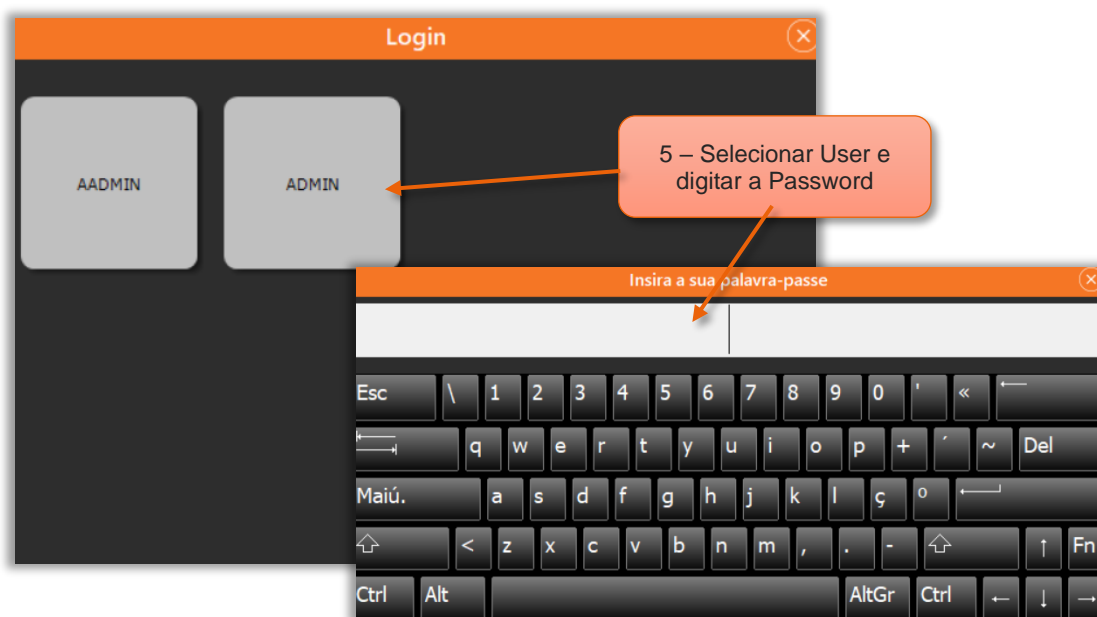 Login
AADMIN
ADMIN
5 – Selecionar User e
digitar a Password
Insira a sua palavra-passe
Esc \ 1 2 3 4 5 6 7 8 9 0 ' « ←
q w e r t y u i o p + ´ ~ Del
Maiú. a s d f g h j k l ç º
< z x c v b n m , . - ↑ Fn
Ctrl Alt AltGr Ctrl ← ↓ →